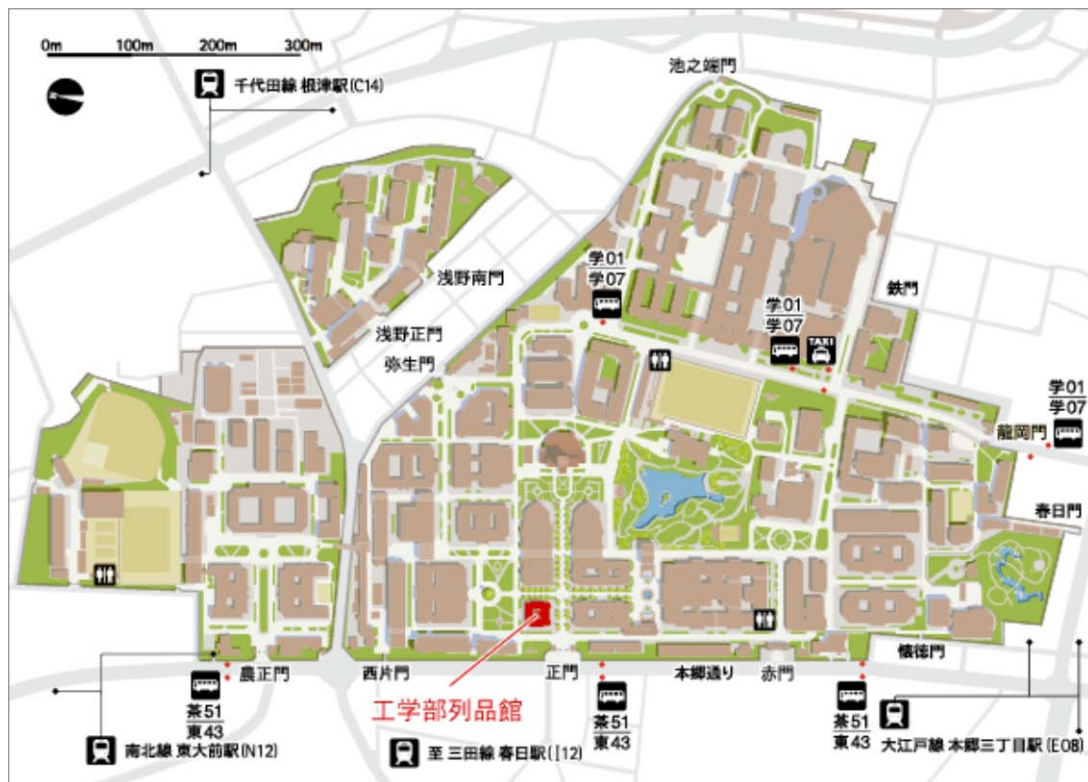 0m 100m 200m 300m
千代田線 根津駅(C14)
池之端門
浅野南門
学01
学07
浅野正門
弥生門
学01
学07
TAXI
鉄門
学01
学07
龍岡門
春日門
農正門
西片門
正門
本郷通り
赤門
懐徳門
工学部列品館
茶51
東43
茶51
東43
茶51
東43
南北線 東大前駅(N12)
至 三田線 春日駅(I12)
大江戸線 本郷三丁目駅(E08)